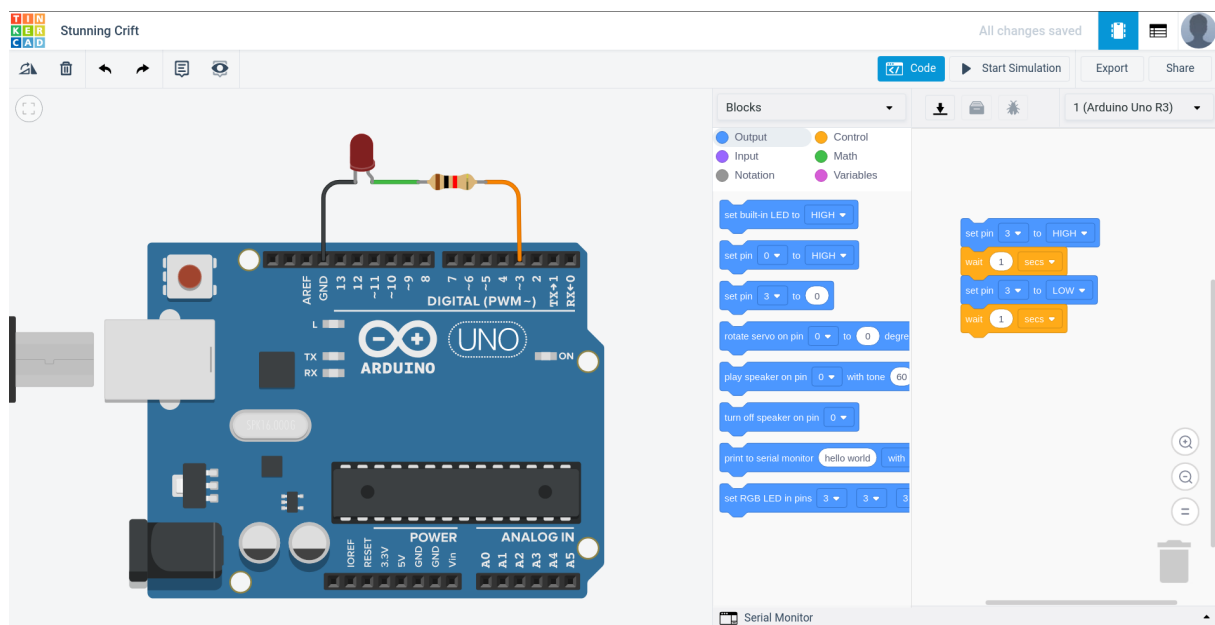 TIN
KER
CAD
Stunning Crift
All changes saved
Code
Start Simulation
Export
Share
Blocks
1 (Arduino Uno R3)
Output
Control
Input
Math
Notation
Variables
set built-in LED to HIGH
set pin 0 to HIGH
set pin 3 to 0
rotate servo on pin 0 to 0 degre
play speaker on pin 0 with tone 60
turn off speaker on pin 0
print to serial monitor hello world with
set RGB LED in pins 3 3 3
set pin 3 to HIGH
wait 1 secs
set pin 3 to LOW
wait 1 secs
AREF
GND
13
12
~11
~10
~9
8
7
~6
~5
4
~3
2
TX→1
RX←0
DIGITAL (PWM~)
L
TX
RX
ARDUINO
UNO
ON
POWER
ANALOG IN
IOREF
RESET
3.3V
5V
GND
GND
Vin
A0
A1
A2
A3
A4
A5
Serial Monitor